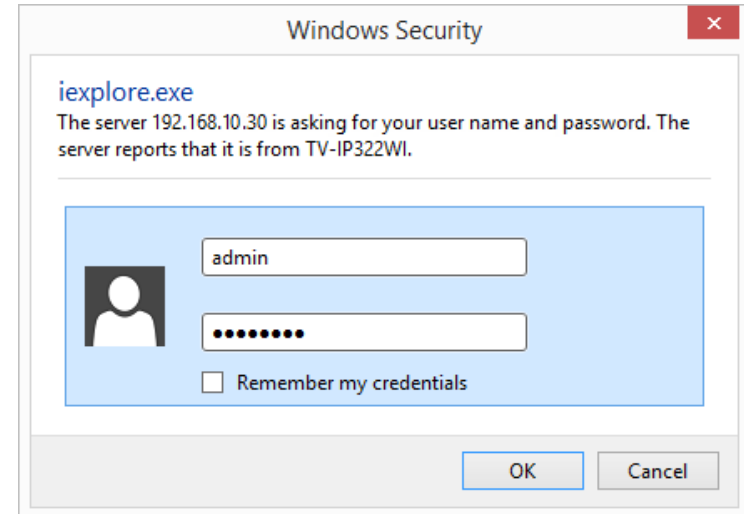 Windows Security
iexplore.exe
The server 192.168.10.30 is asking for your user name and password. The
server reports that it is from TV-IP322WI.
admin
●●●●●●●●
Remember my credentials
OK
Cancel